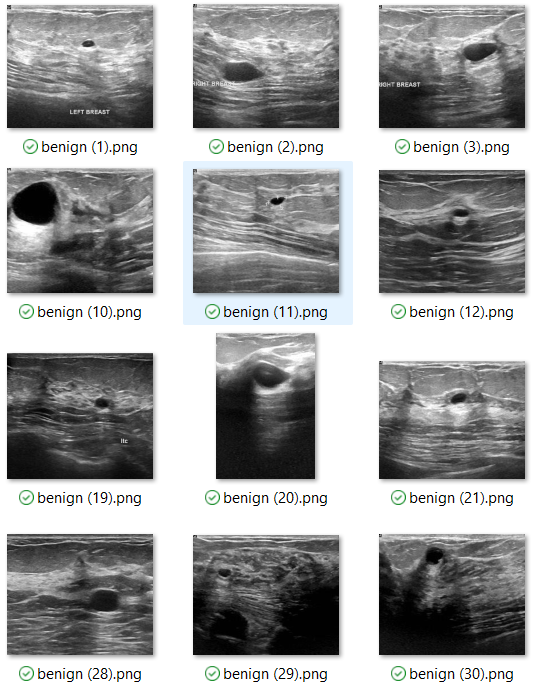 LEFT BREAST
RIGHT BREAST
RIGHT BREAST
benign (1).png
benign (2).png
benign (3).png
benign (10).png
benign (11).png
benign (12).png
ltc
benign (19).png
benign (20).png
benign (21).png
benign (28).png
benign (29).png
benign (30).png